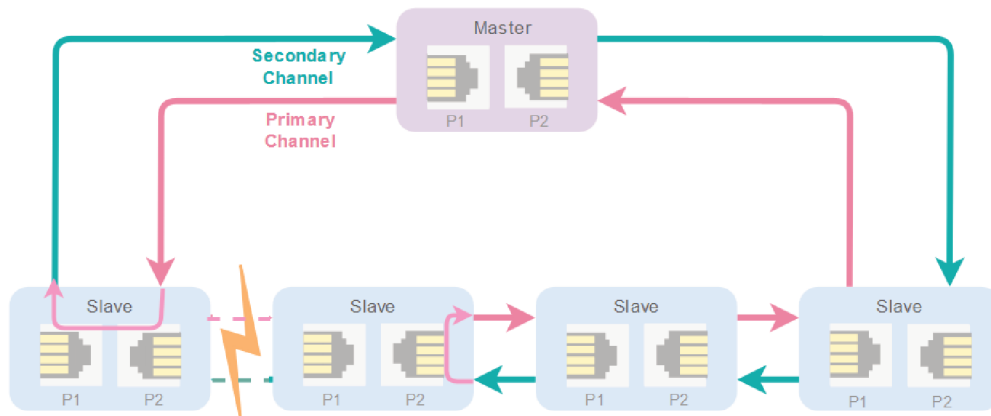 Master
Secondary
Channel
P1
P2
Primary
Channel
Slave
Slave
Slave
Slave
P1
P2
P1
P2
P1
P2
P1
P2